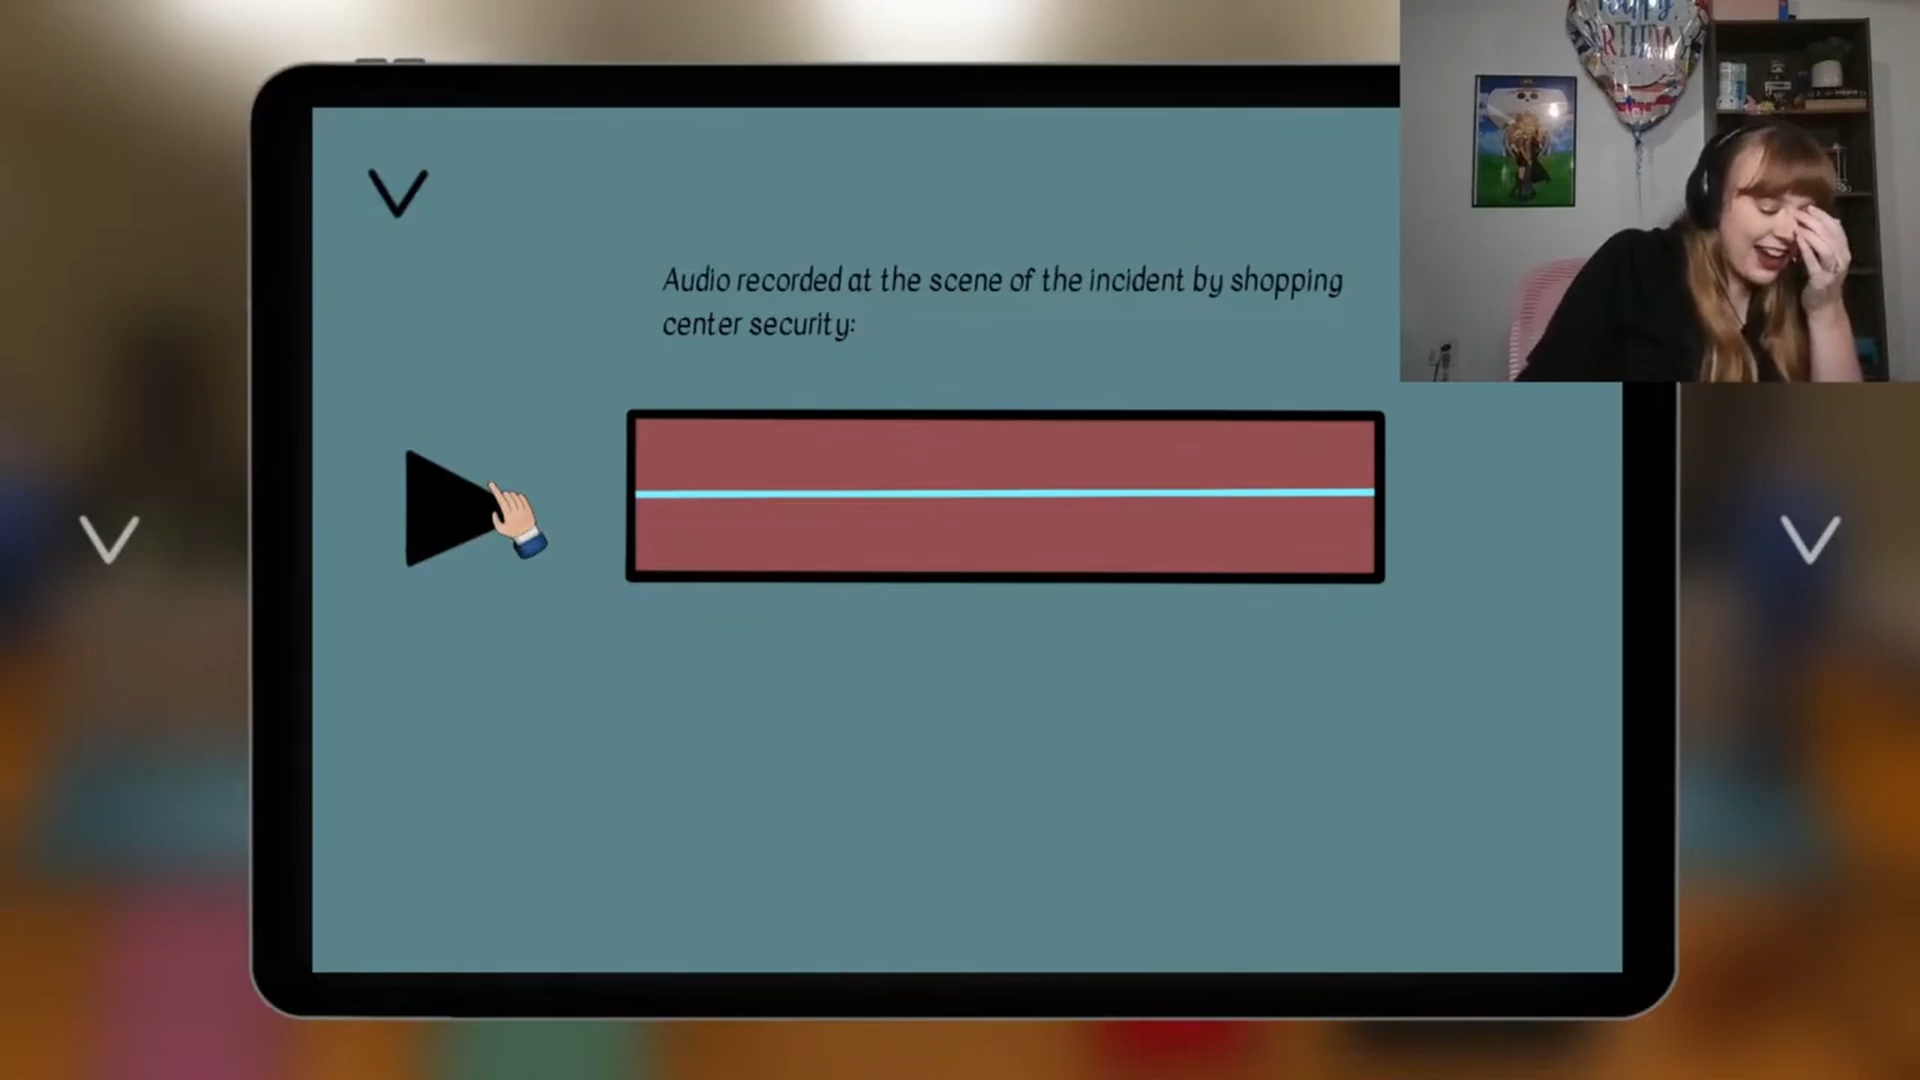 Audio recorded at the scene of the incident by shopping
center security: